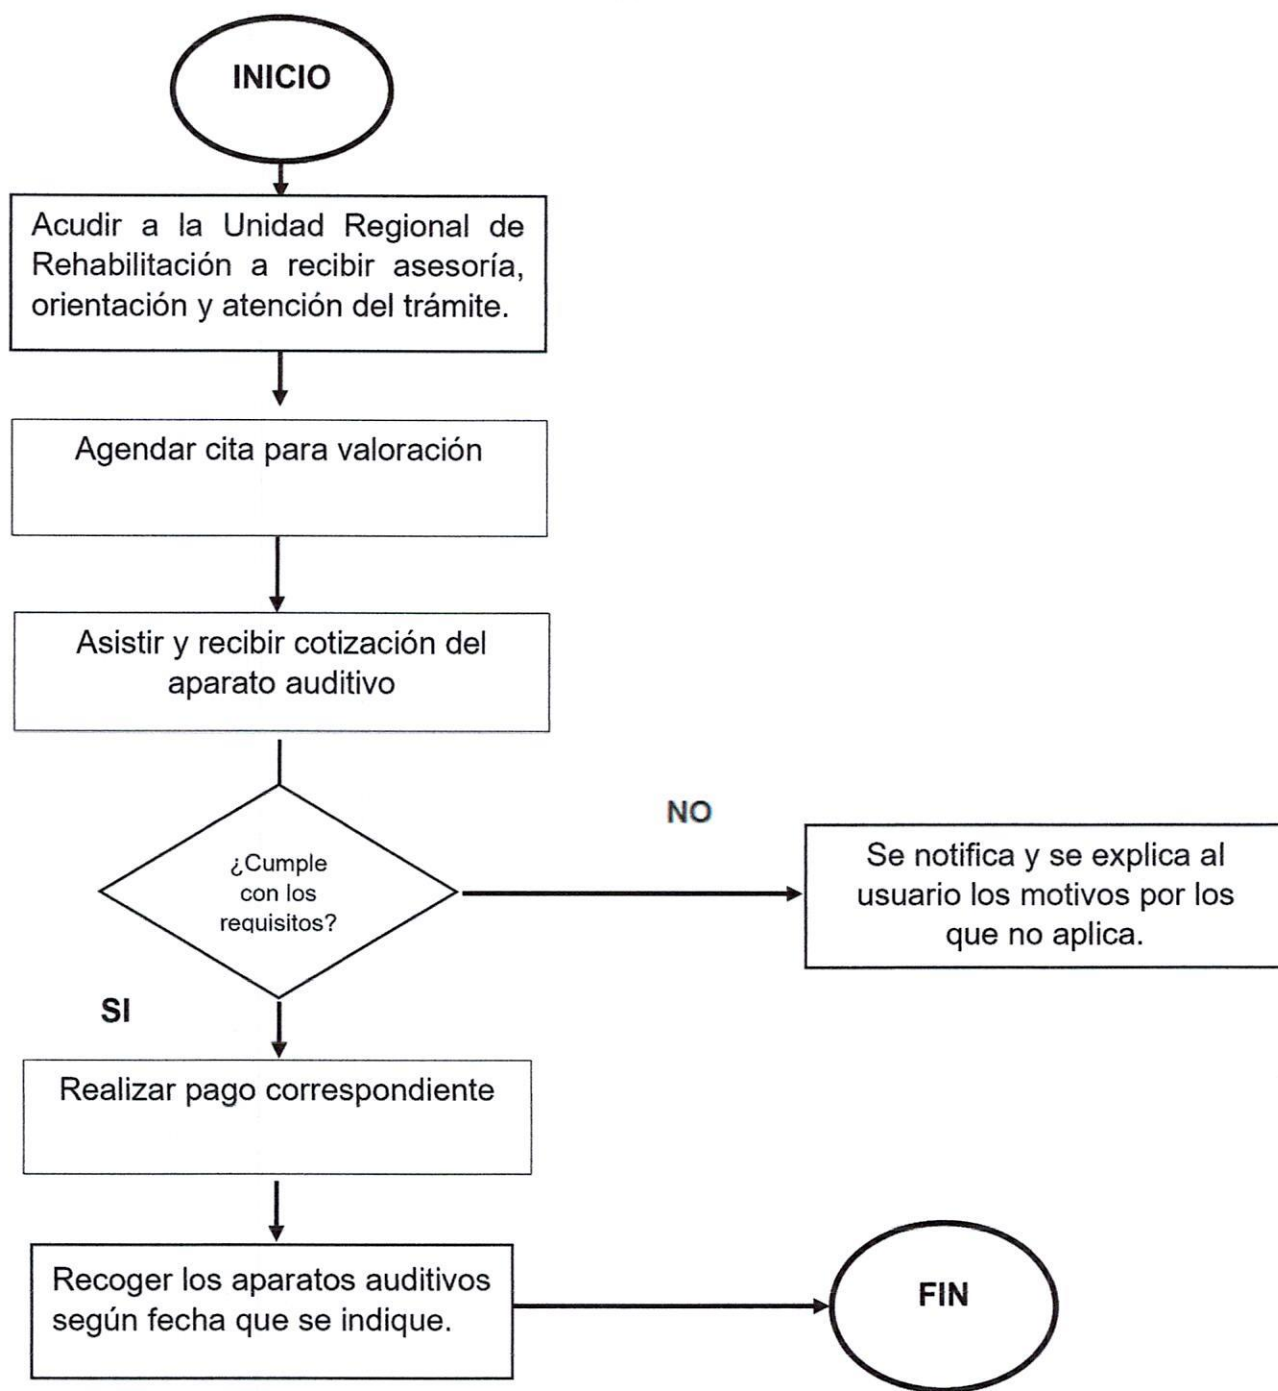 INICIO
Acudir a la Unidad Regional de
Rehabilitación a recibir asesoría,
orientación y atención del trámite.
Agendar cita para valoración
Asistir y recibir cotización del
aparato auditivo
¿Cumple
con los
requisitos?
NO
Se notifica y se explica al
usuario los motivos por los
que no aplica.
SI
Realizar pago correspondiente
Recoger los aparatos auditivos
según fecha que se indique.
FIN